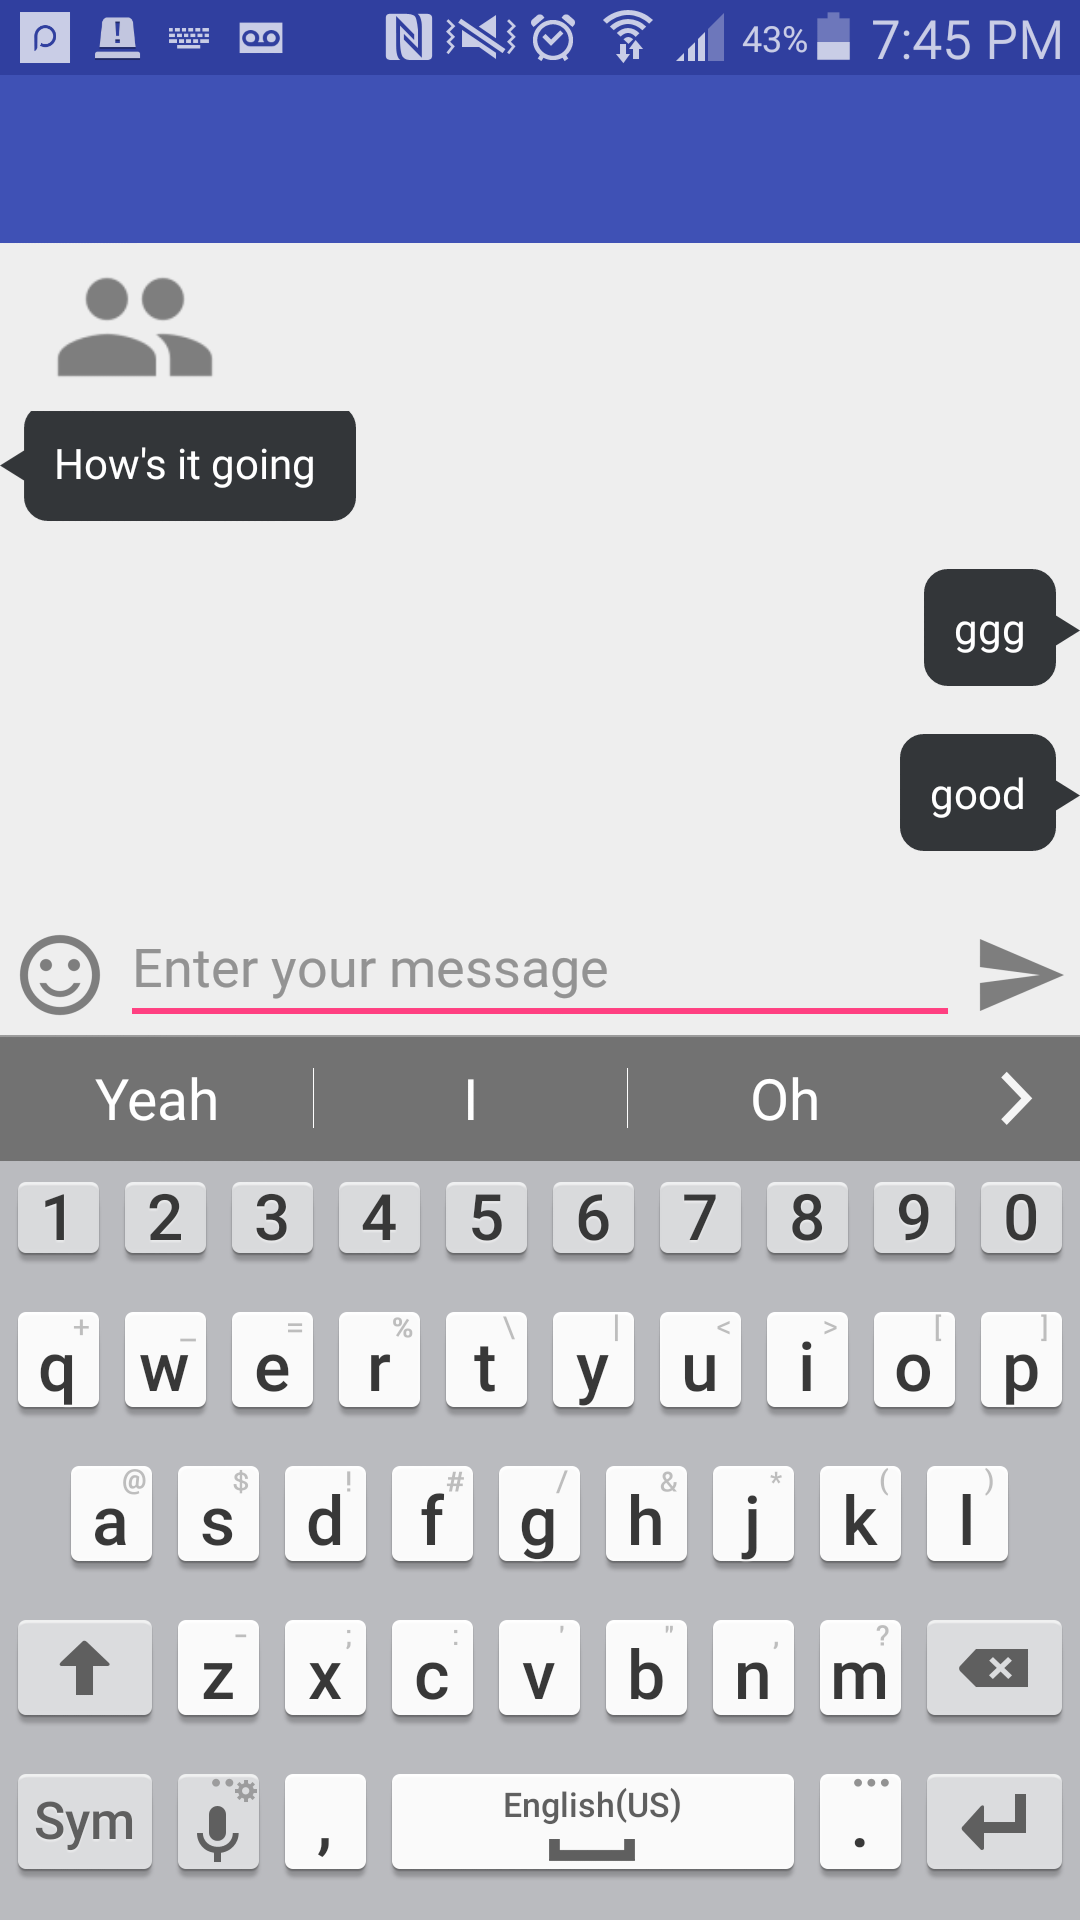 43% 7:45 PM
How's it going
ggg
good
Enter your message
Yeah I Oh
1 2 3 4 5 6 7 8 9 0
+ _ = % \ | < > [ ]
q w e r t y u i o p
@ $ ! # / & * ( )
a s d f g h j k l
- ; : ' " , ?
z x c v b n m
Sym , English(US) .